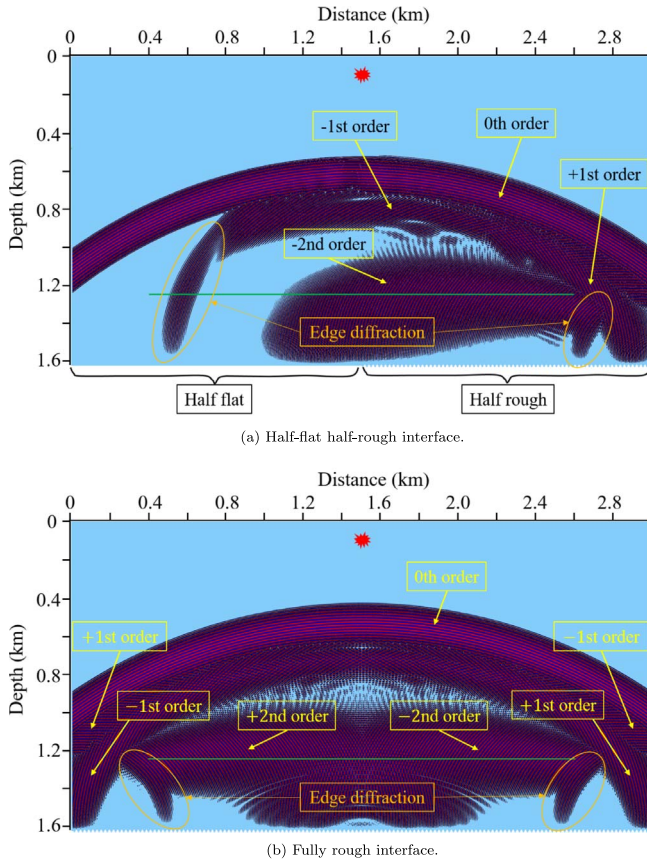 Distance (km)
0 0.4 0.8 1.2 1.6 2.0 2.4 2.8
0
0.4
0.8
1.2
1.6
Depth (km)
-1st order
0th order
+1st order
-2nd order
Edge diffraction
Half flat
Half rough
(a) Half-flat half-rough interface.
Distance (km)
0 0.4 0.8 1.2 1.6 2.0 2.4 2.8
0
0.4
0.8
1.2
1.6
Depth (km)
0th order
+1st order
−1st order
−1st order
+1st order
+2nd order
−2nd order
Edge diffraction
(b) Fully rough interface.